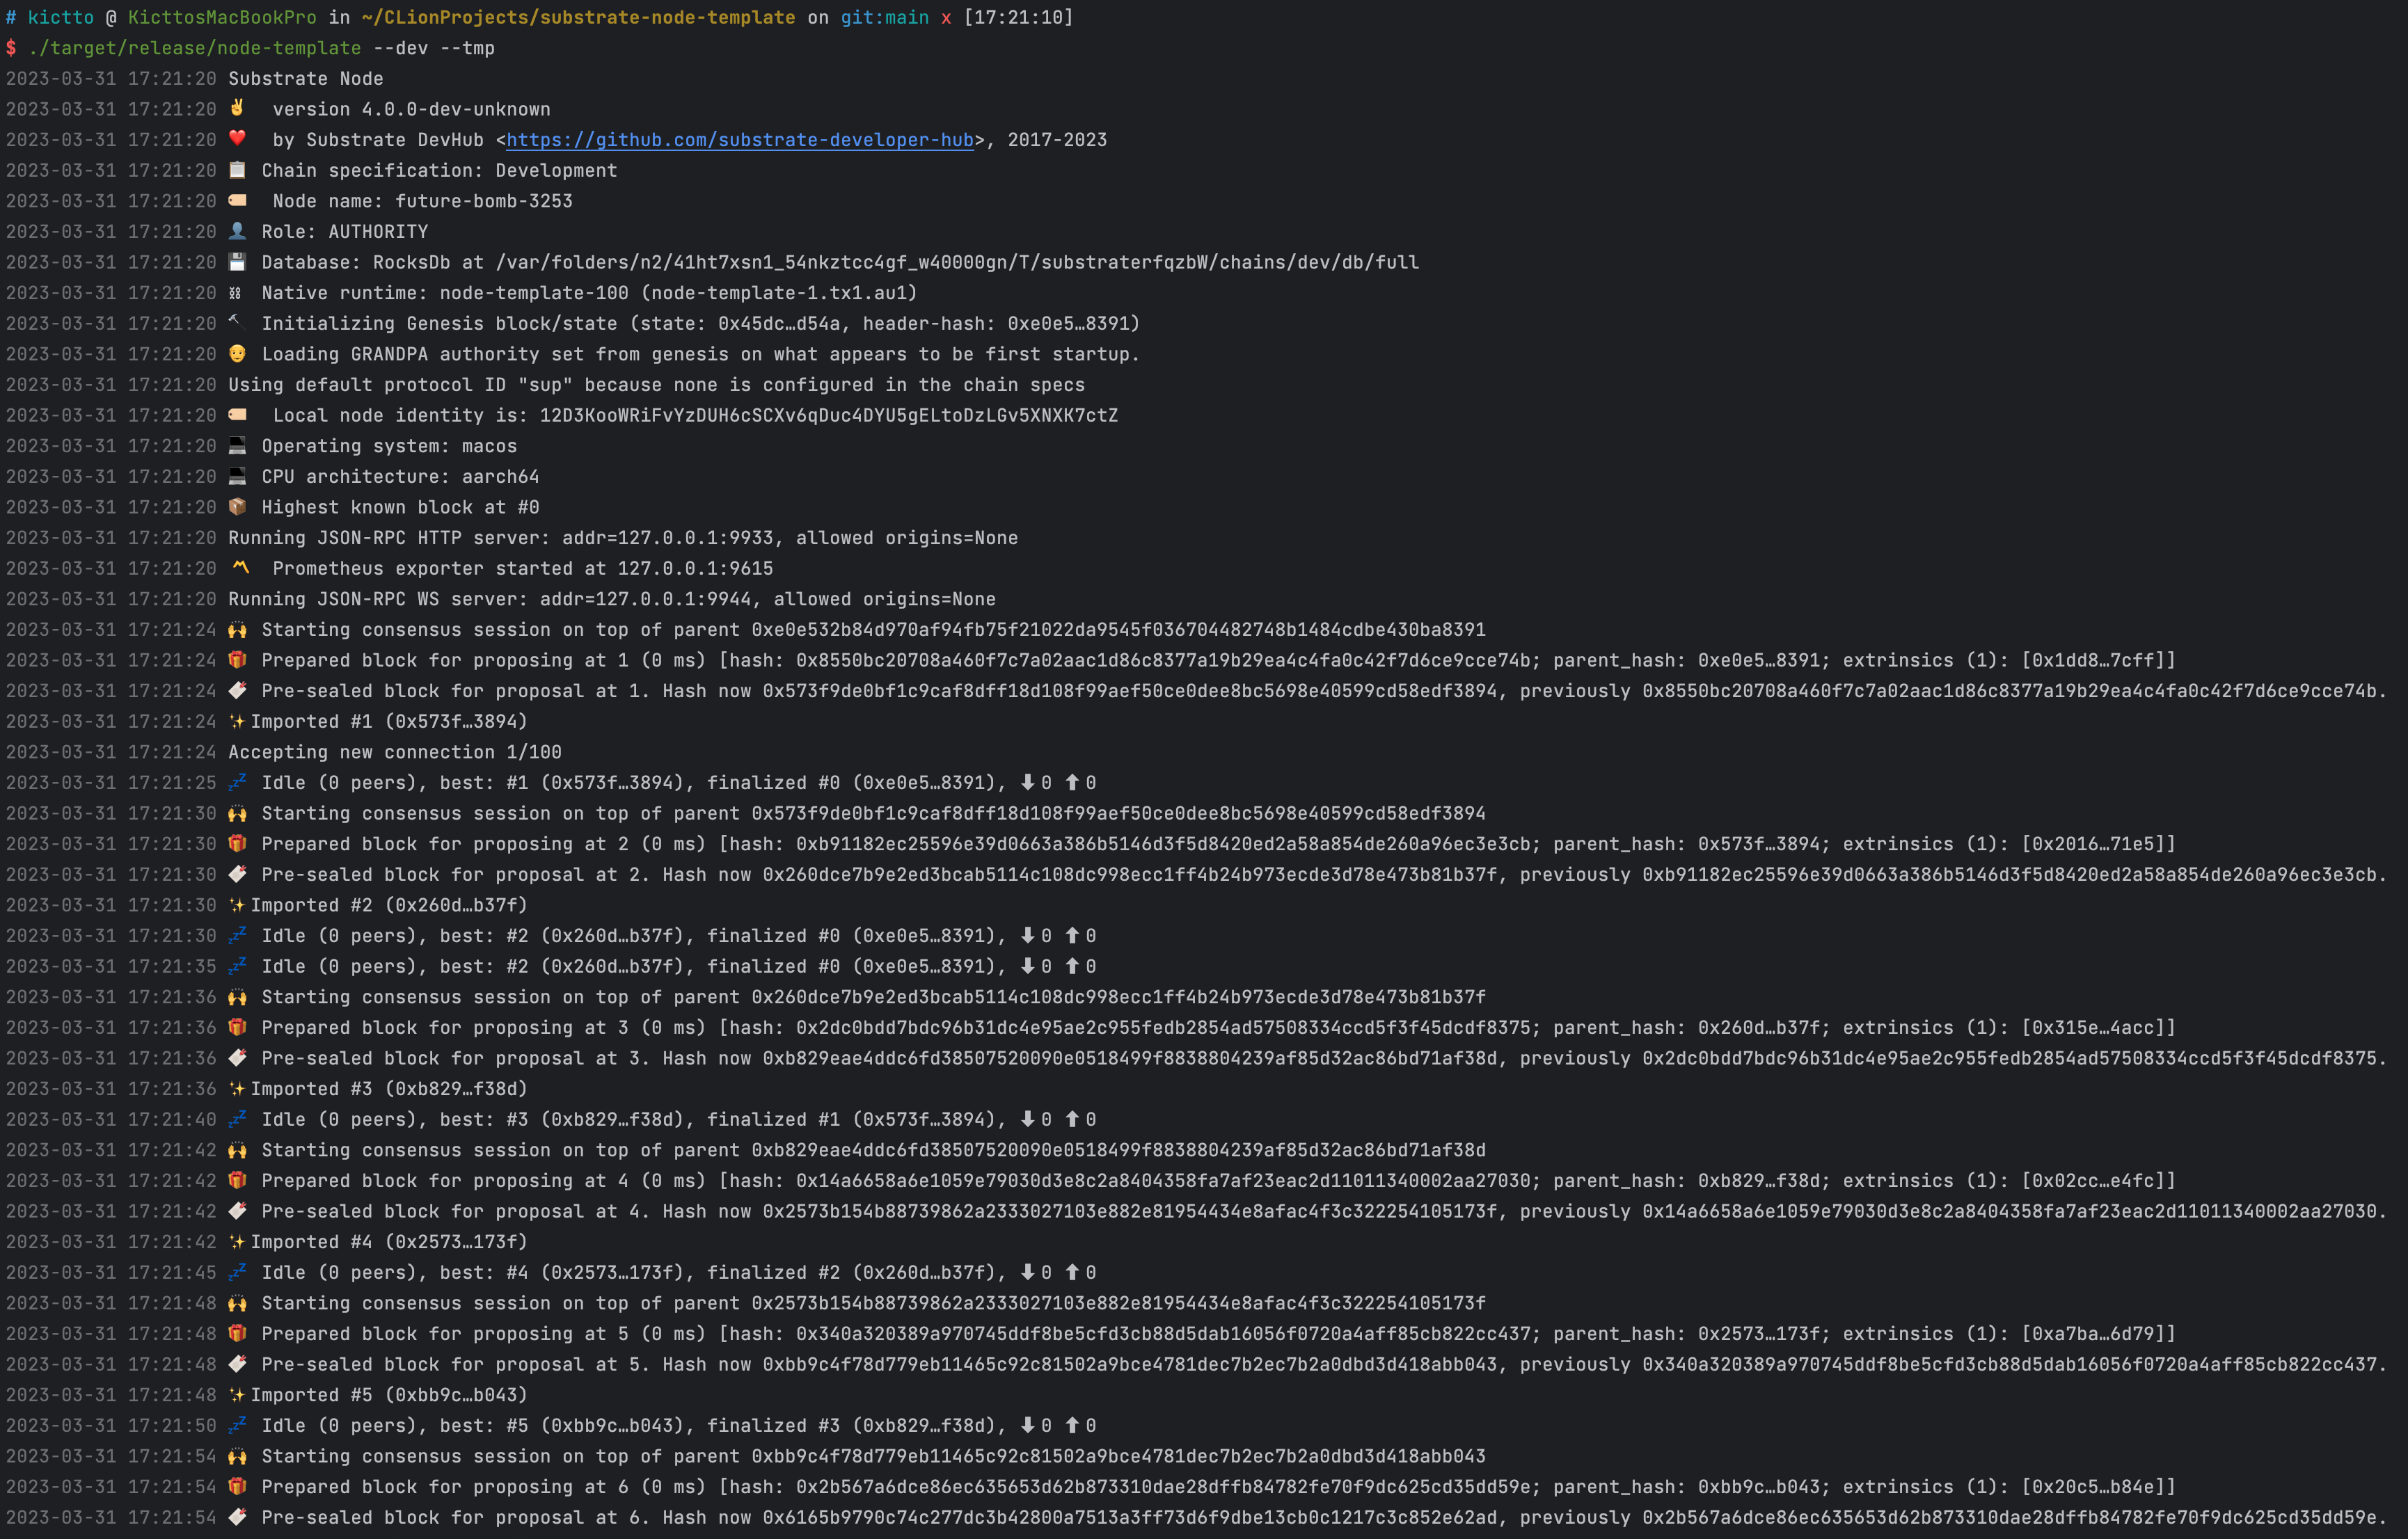 # kictto @ KicttosMacBookPro in ~/CLionProjects/substrate-node-template on git:main x [17:21:10]
$ ./target/release/node-template --dev --tmp
2023-03-31 17:21:20 Substrate Node
2023-03-31 17:21:20 ✌️  version 4.0.0-dev-unknown
2023-03-31 17:21:20 ❤️  by Substrate DevHub <https://github.com/substrate-developer-hub>, 2017-2023
2023-03-31 17:21:20 📋 Chain specification: Development
2023-03-31 17:21:20 🏷  Node name: future-bomb-3253
2023-03-31 17:21:20 👤 Role: AUTHORITY
2023-03-31 17:21:20 💾 Database: RocksDb at /var/folders/n2/41ht7xsn1_54nkztcc4gf_w40000gn/T/substraterfqzbW/chains/dev/db/full
2023-03-31 17:21:20 ⛓ Native runtime: node-template-100 (node-template-1.tx1.au1)
2023-03-31 17:21:20 🔨 Initializing Genesis block/state (state: 0x45dc…d54a, header-hash: 0xe0e5…8391)
2023-03-31 17:21:20 👴 Loading GRANDPA authority set from genesis on what appears to be first startup.
2023-03-31 17:21:20 Using default protocol ID "sup" because none is configured in the chain specs
2023-03-31 17:21:20 🏷  Local node identity is: 12D3KooWRiFvYzDUH6cSCXv6qDuc4DYU5gELtoDzLGv5XNXK7ctZ
2023-03-31 17:21:20 💻 Operating system: macos
2023-03-31 17:21:20 💻 CPU architecture: aarch64
2023-03-31 17:21:20 📦 Highest known block at #0
2023-03-31 17:21:20 Running JSON-RPC HTTP server: addr=127.0.0.1:9933, allowed origins=None
2023-03-31 17:21:20 〽️  Prometheus exporter started at 127.0.0.1:9615
2023-03-31 17:21:20 Running JSON-RPC WS server: addr=127.0.0.1:9944, allowed origins=None
2023-03-31 17:21:24 🙌 Starting consensus session on top of parent 0xe0e532b84d970af94fb75f21022da9545f036704482748b1484cdbe430ba8391
2023-03-31 17:21:24 🎁 Prepared block for proposing at 1 (0 ms) [hash: 0x8550bc20708a460f7c7a02aac1d86c8377a19b29ea4c4fa0c42f7d6ce9cce74b; parent_hash: 0xe0e5…8391; extrinsics (1): [0x1dd8…7cff]]
2023-03-31 17:21:24 🔖 Pre-sealed block for proposal at 1. Hash now 0x573f9de0bf1c9caf8dff18d108f99aef50ce0dee8bc5698e40599cd58edf3894, previously 0x8550bc20708a460f7c7a02aac1d86c8377a19b29ea4c4fa0c42f7d6ce9cce74b.
2023-03-31 17:21:24 ✨ Imported #1 (0x573f…3894)
2023-03-31 17:21:24 Accepting new connection 1/100
2023-03-31 17:21:25 💤 Idle (0 peers), best: #1 (0x573f…3894), finalized #0 (0xe0e5…8391), ⬇ 0 ⬆ 0
2023-03-31 17:21:30 🙌 Starting consensus session on top of parent 0x573f9de0bf1c9caf8dff18d108f99aef50ce0dee8bc5698e40599cd58edf3894
2023-03-31 17:21:30 🎁 Prepared block for proposing at 2 (0 ms) [hash: 0xb91182ec25596e39d0663a386b5146d3f5d8420ed2a58a854de260a96ec3e3cb; parent_hash: 0x573f…3894; extrinsics (1): [0x2016…71e5]]
2023-03-31 17:21:30 🔖 Pre-sealed block for proposal at 2. Hash now 0x260dce7b9e2ed3bcab5114c108dc998ecc1ff4b24b973ecde3d78e473b81b37f, previously 0xb91182ec25596e39d0663a386b5146d3f5d8420ed2a58a854de260a96ec3e3cb.
2023-03-31 17:21:30 ✨ Imported #2 (0x260d…b37f)
2023-03-31 17:21:30 💤 Idle (0 peers), best: #2 (0x260d…b37f), finalized #0 (0xe0e5…8391), ⬇ 0 ⬆ 0
2023-03-31 17:21:35 💤 Idle (0 peers), best: #2 (0x260d…b37f), finalized #0 (0xe0e5…8391), ⬇ 0 ⬆ 0
2023-03-31 17:21:36 🙌 Starting consensus session on top of parent 0x260dce7b9e2ed3bcab5114c108dc998ecc1ff4b24b973ecde3d78e473b81b37f
2023-03-31 17:21:36 🎁 Prepared block for proposing at 3 (0 ms) [hash: 0x2dc0bdd7bdc96b31dc4e95ae2c955fedb2854ad57508334ccd5f3f45dcdf8375; parent_hash: 0x260d…b37f; extrinsics (1): [0x315e…4acc]]
2023-03-31 17:21:36 🔖 Pre-sealed block for proposal at 3. Hash now 0xb829eae4ddc6fd38507520090e0518499f8838804239af85d32ac86bd71af38d, previously 0x2dc0bdd7bdc96b31dc4e95ae2c955fedb2854ad57508334ccd5f3f45dcdf8375.
2023-03-31 17:21:36 ✨ Imported #3 (0xb829…f38d)
2023-03-31 17:21:40 💤 Idle (0 peers), best: #3 (0xb829…f38d), finalized #1 (0x573f…3894), ⬇ 0 ⬆ 0
2023-03-31 17:21:42 🙌 Starting consensus session on top of parent 0xb829eae4ddc6fd38507520090e0518499f8838804239af85d32ac86bd71af38d
2023-03-31 17:21:42 🎁 Prepared block for proposing at 4 (0 ms) [hash: 0x14a6658a6e1059e79030d3e8c2a8404358fa7af23eac2d11011340002aa27030; parent_hash: 0xb829…f38d; extrinsics (1): [0x02cc…e4fc]]
2023-03-31 17:21:42 🔖 Pre-sealed block for proposal at 4. Hash now 0x2573b154b88739862a2333027103e882e81954434e8afac4f3c322254105173f, previously 0x14a6658a6e1059e79030d3e8c2a8404358fa7af23eac2d11011340002aa27030.
2023-03-31 17:21:42 ✨ Imported #4 (0x2573…173f)
2023-03-31 17:21:45 💤 Idle (0 peers), best: #4 (0x2573…173f), finalized #2 (0x260d…b37f), ⬇ 0 ⬆ 0
2023-03-31 17:21:48 🙌 Starting consensus session on top of parent 0x2573b154b88739862a2333027103e882e81954434e8afac4f3c322254105173f
2023-03-31 17:21:48 🎁 Prepared block for proposing at 5 (0 ms) [hash: 0x340a320389a970745ddf8be5cfd3cb88d5dab16056f0720a4aff85cb822cc437; parent_hash: 0x2573…173f; extrinsics (1): [0xa7ba…6d79]]
2023-03-31 17:21:48 🔖 Pre-sealed block for proposal at 5. Hash now 0xbb9c4f78d779eb11465c92c81502a9bce4781dec7b2ec7b2a0dbd3d418abb043, previously 0x340a320389a970745ddf8be5cfd3cb88d5dab16056f0720a4aff85cb822cc437.
2023-03-31 17:21:48 ✨ Imported #5 (0xbb9c…b043)
2023-03-31 17:21:50 💤 Idle (0 peers), best: #5 (0xbb9c…b043), finalized #3 (0xb829…f38d), ⬇ 0 ⬆ 0
2023-03-31 17:21:54 🙌 Starting consensus session on top of parent 0xbb9c4f78d779eb11465c92c81502a9bce4781dec7b2ec7b2a0dbd3d418abb043
2023-03-31 17:21:54 🎁 Prepared block for proposing at 6 (0 ms) [hash: 0x2b567a6dce86ec635653d62b873310dae28dffb84782fe70f9dc625cd35dd59e; parent_hash: 0xbb9c…b043; extrinsics (1): [0x20c5…b84e]]
2023-03-31 17:21:54 🔖 Pre-sealed block for proposal at 6. Hash now 0x6165b9790c74c277dc3b42800a7513a3ff73d6f9dbe13cb0c1217c3c852e62ad, previously 0x2b567a6dce86ec635653d62b873310dae28dffb84782fe70f9dc625cd35dd59e.